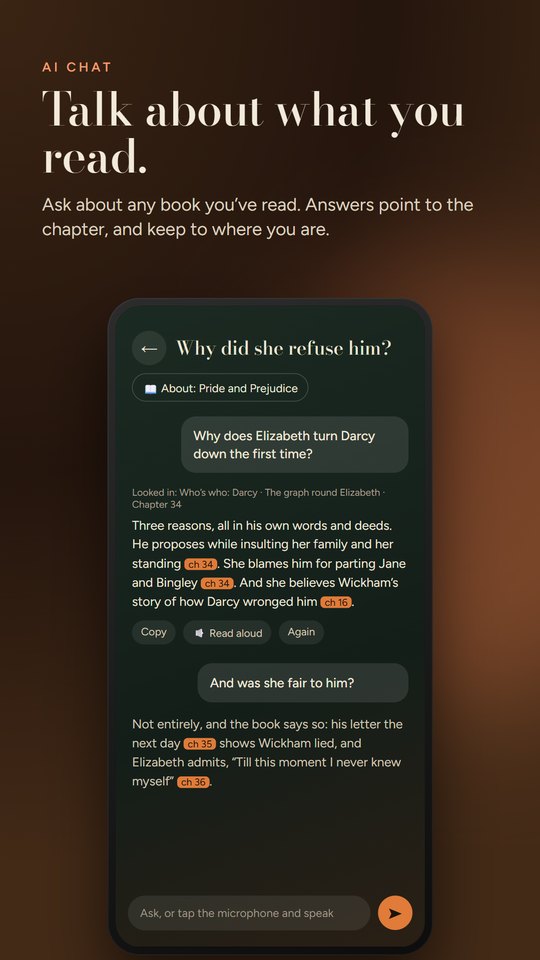 AI CHAT
Talk about what you
read.
Ask about any book you’ve read. Answers point to the
chapter, and keep to where you are.
← Why did she refuse him?
About: Pride and Prejudice
Why does Elizabeth turn Darcy
down the first time?
Looked in: Who’s who: Darcy · The graph round Elizabeth ·
Chapter 34
Three reasons, all in his own words and deeds.
He proposes while insulting her family and her
standing ch 34. She blames him for parting Jane
and Bingley ch 34. And she believes Wickham’s
story of how Darcy wronged him ch 16.
Copy Read aloud Again
And was she fair to him?
Not entirely, and the book says so: his letter the
next day ch 35 shows Wickham lied, and
Elizabeth admits, “Till this moment I never knew
myself” ch 36.
Ask, or tap the microphone and speak